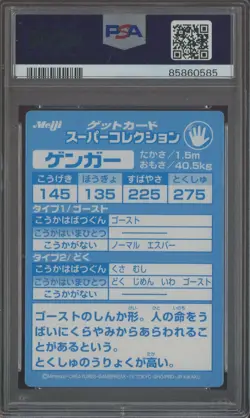 PSA
85860585
Meiji
ゲットカード
スーパーコレクション
ゲンガー
たかさ/1.5m
おもさ/40.5kg
こうげき ぼうぎょ すばやさ とくしゅ
145 135 225 275
タイプ1/ゴースト
こうかはばつぐん ゴースト
こうかはいまひとつ ―――
こうかがない ノーマル エスパー
タイプ2/どく
こうかはばつぐん くさ むし
こうかはいまひとつ どく じめん いわ ゴースト
こうかがない ―――
ゴーストのしんか形。人の命をう
ばいにくらやみからあらわれるこ
とがあるという。
とくしゅのうりょくが高い。